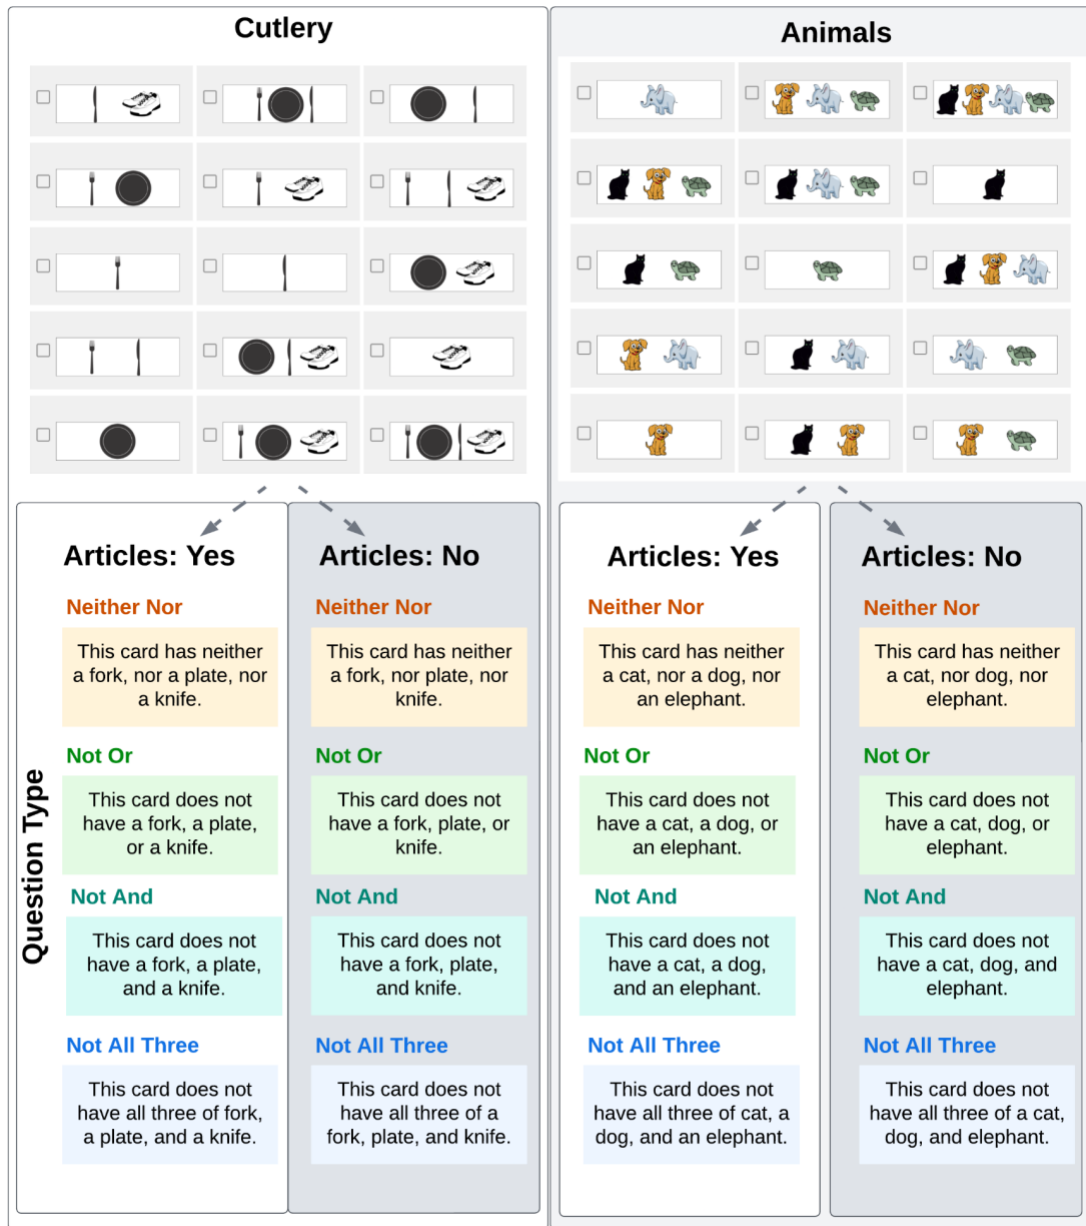 Cutlery
Animals
Articles: Yes
Articles: No
Articles: Yes
Articles: No
Question Type
Neither Nor
This card has neither
a fork, nor a plate, nor
a knife.
Neither Nor
This card has neither
a fork, nor plate, nor
knife.
Neither Nor
This card has neither
a cat, nor a dog, nor
an elephant.
Neither Nor
This card has neither
a cat, nor dog, nor
elephant.
Not Or
This card does not
have a fork, a plate,
or a knife.
Not Or
This card does not
have a fork, plate, or
knife.
Not Or
This card does not
have a cat, a dog, or
an elephant.
Not Or
This card does not
have a cat, dog, or
elephant.
Not And
This card does not
have a fork, a plate,
and a knife.
Not And
This card does not
have a fork, plate,
and knife.
Not And
This card does not
have a cat, a dog,
and an elephant.
Not And
This card does not
have a cat, dog, and
elephant.
Not All Three
This card does not
have all three of fork,
a plate, and a knife.
Not All Three
This card does not
have all three of a
fork, plate, and knife.
Not All Three
This card does not
have all three of cat, a
dog, and an elephant.
Not All Three
This card does not
have all three of a cat,
dog, and elephant.